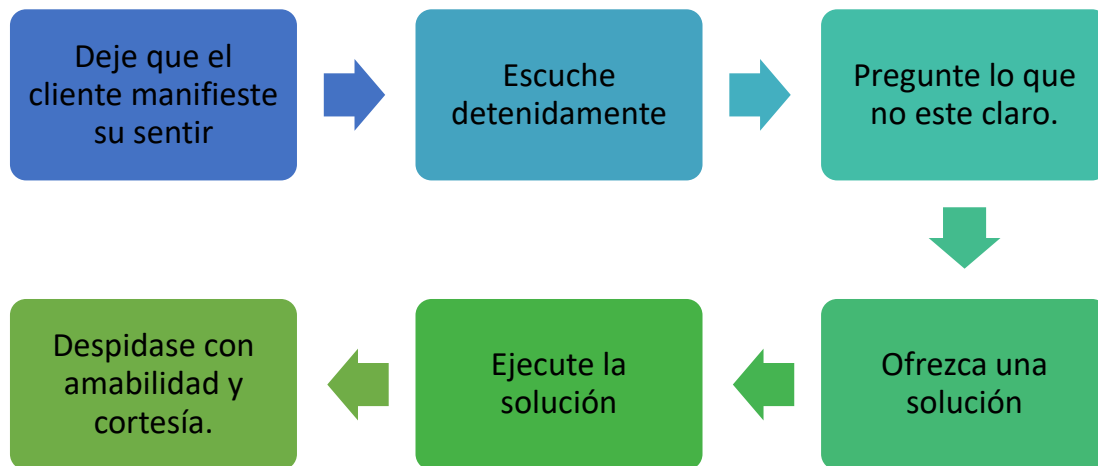 Deje que el
cliente manifieste
su sentir
Escuche
detenidamente
Pregunte lo que
no este claro.
Ofrezca una
solución
Ejecute la
solución
Despidase con
amabilidad y
cortesía.